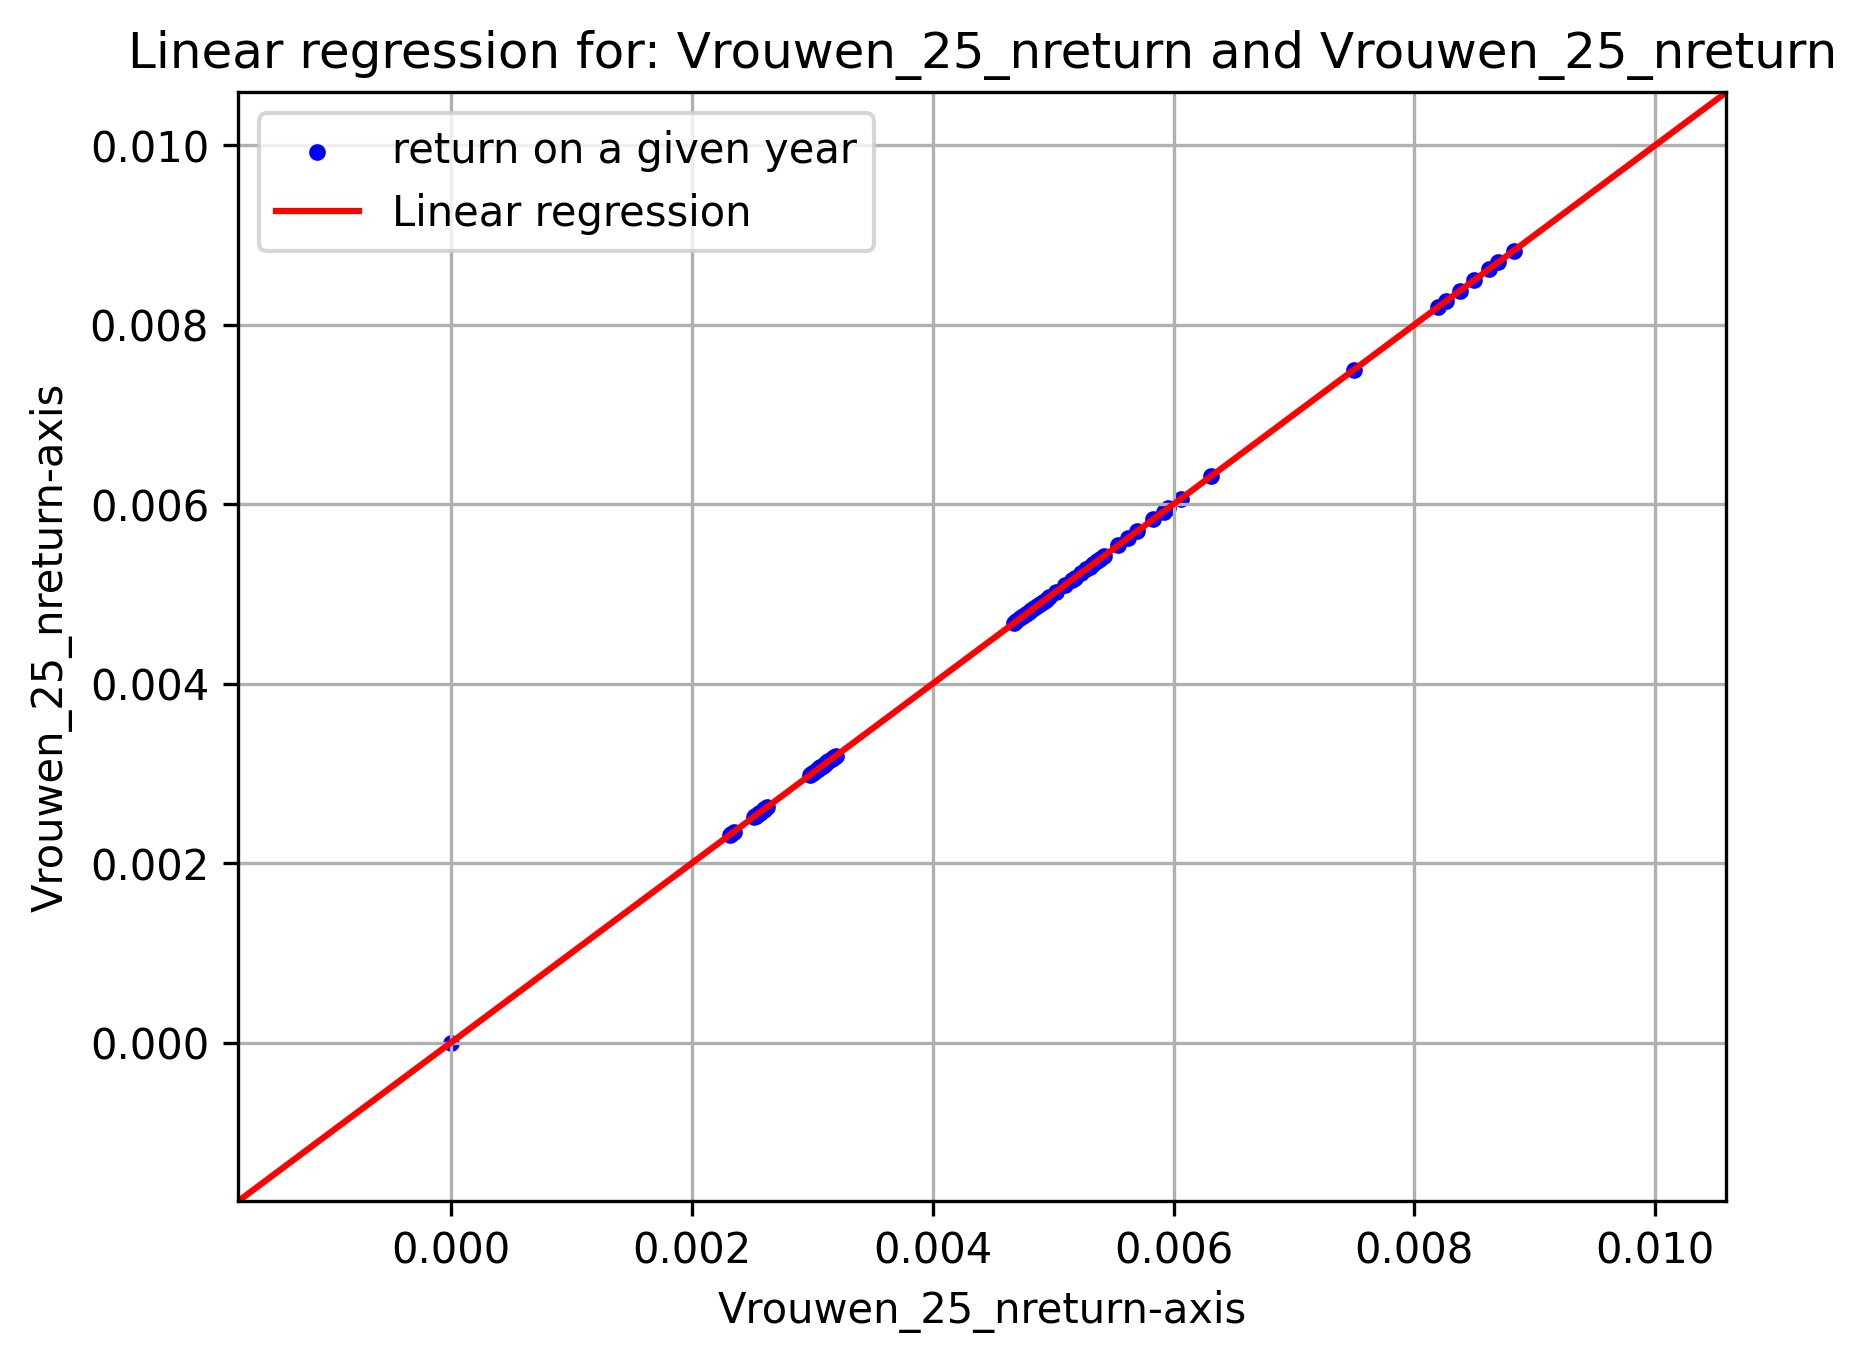 Linear regression for: Vrouwen_25_nreturn and Vrouwen_25_nreturn
return on a given year
Linear regression
0.010
0.008
0.006
0.004
0.002
0.000
Vrouwen_25_nreturn-axis
0.000 0.002 0.004 0.006 0.008 0.010
Vrouwen_25_nreturn-axis